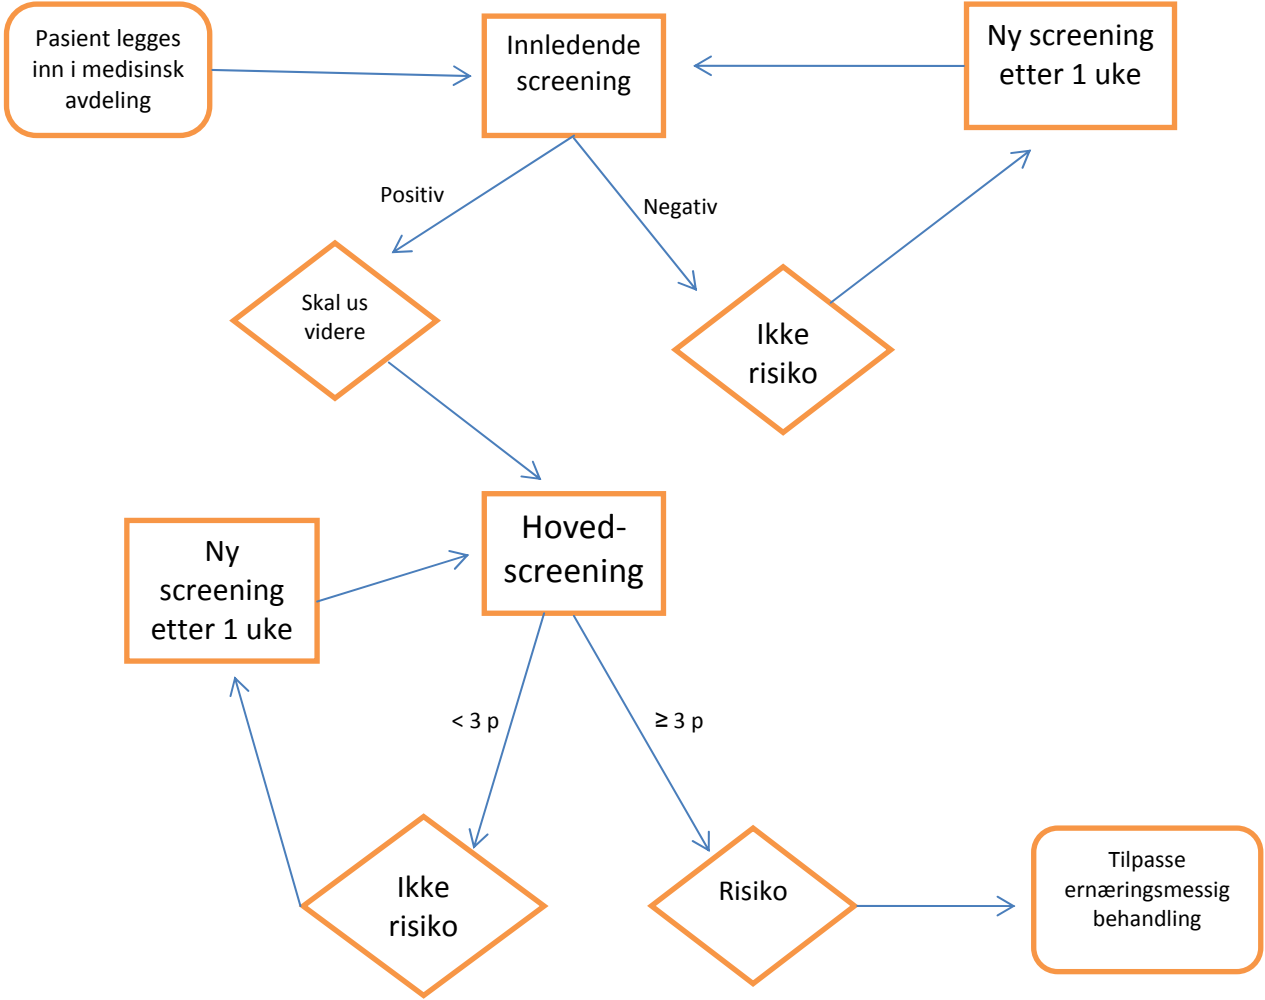 Pasient legges
inn i medisinsk
avdeling
Innledende
screening
Ny screening
etter 1 uke
Positiv
Negativ
Skal us
videre
Ikke
risiko
Hoved-
screening
Ny
screening
etter 1 uke
< 3 p
≥ 3 p
Ikke
risiko
Risiko
Tilpasse
ernæringsmessig
behandling